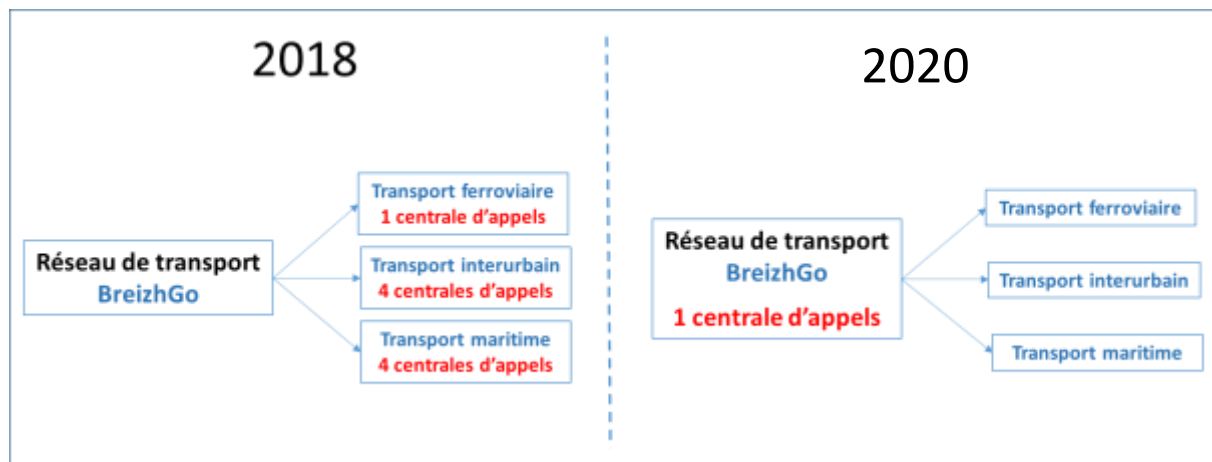 2018
Réseau de transport
BreizhGo
Transport ferroviaire
1 centrale d'appels
Transport interurbain
4 centrales d'appels
Transport maritime
4 centrales d'appels
2020
Réseau de transport
BreizhGo
1 centrale d'appels
Transport ferroviaire
Transport interurbain
Transport maritime